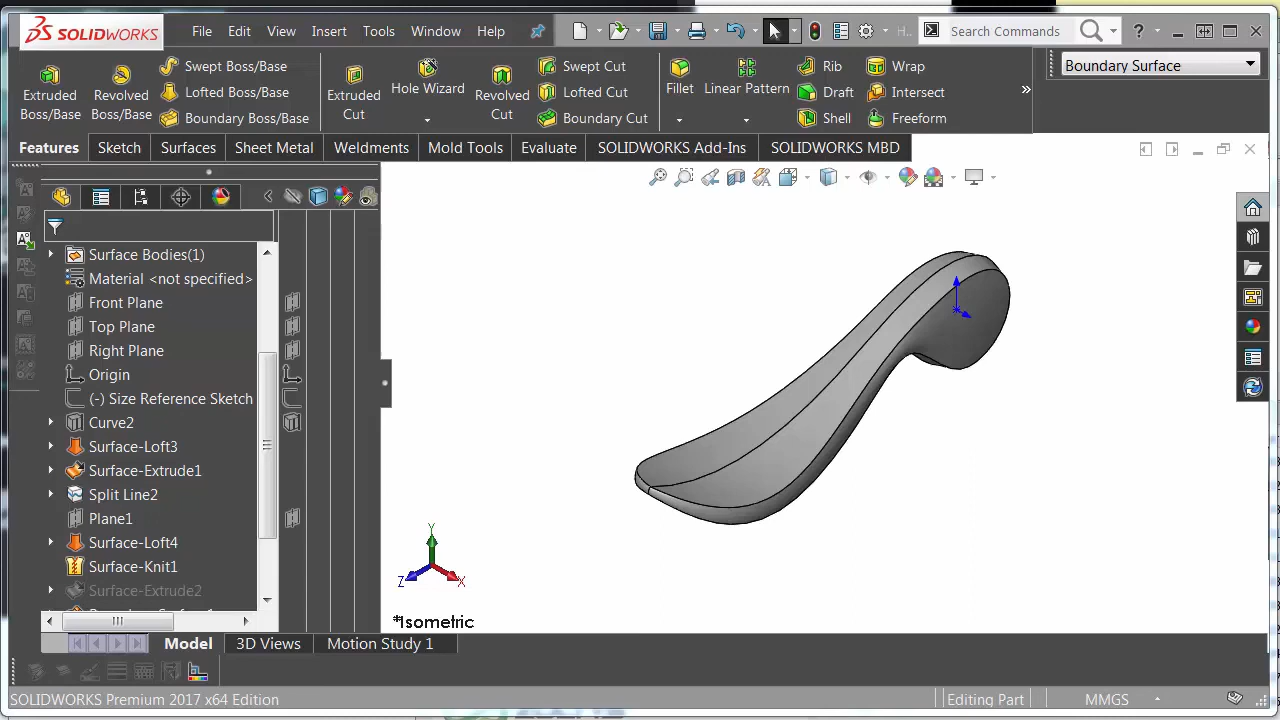 SOLIDWORKS File Edit View Insert Tools Window Help H.. Search Commands ?
Boundary Surface
Extruded Boss/Base
Revolved Boss/Base
Swept Boss/Base
Lofted Boss/Base
Boundary Boss/Base
Extruded Cut
Hole Wizard
Revolved Cut
Swept Cut
Lofted Cut
Boundary Cut
Fillet
Linear Pattern
Rib
Draft
Shell
Wrap
Intersect
Freeform
Features Sketch Surfaces Sheet Metal Weldments Mold Tools Evaluate SOLIDWORKS Add-Ins SOLIDWORKS MBD
Surface Bodies(1)
Material <not specified>
Front Plane
Top Plane
Right Plane
Origin
(-) Size Reference Sketch
Curve2
Surface-Loft3
Surface-Extrude1
Split Line2
Plane1
Surface-Loft4
Surface-Knit1
Surface-Extrude2
Y
Z
X
*Isometric
Model 3D Views Motion Study 1
SOLIDWORKS Premium 2017 x64 Edition Editing Part MMGS